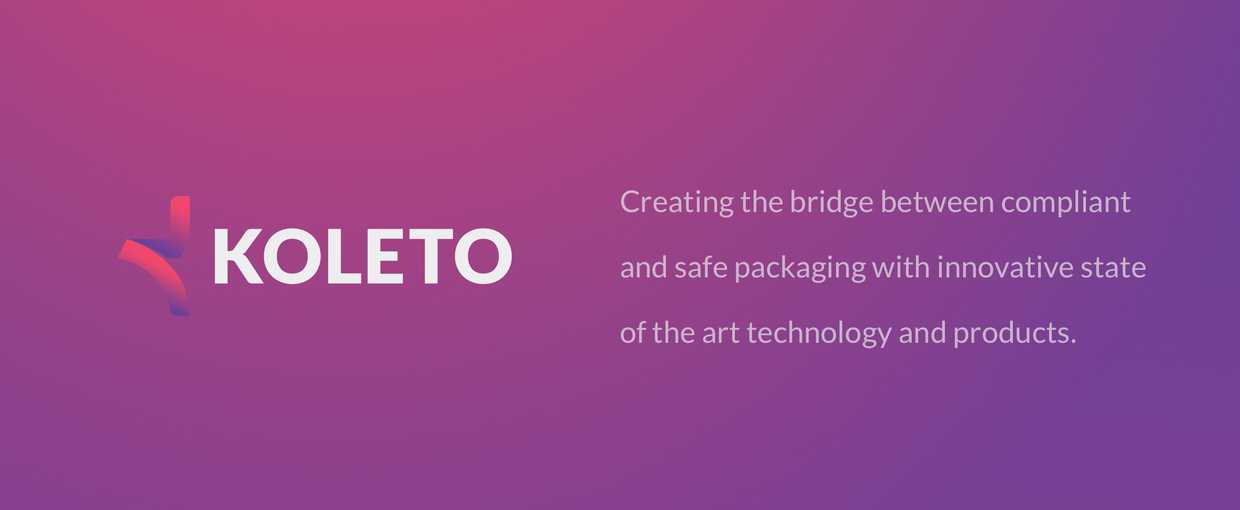 KOLETO
Creating the bridge between compliant
and safe packaging with innovative state
of the art technology and products.